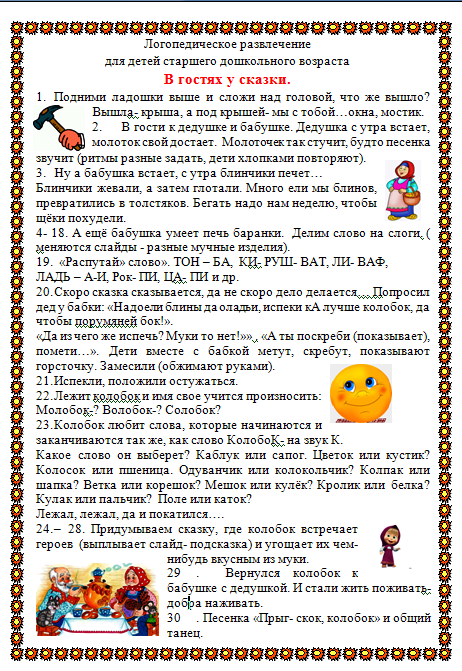 Логопедическое развлечение
для детей старшего дошкольного возраста
В гостях у сказки.
1. Подними ладошки выше и сложи над головой, что же вышло?
Вышла- крыша, а под крышей- мы с тобой…окна, мостик.
2. В гости к дедушке и бабушке. Дедушка с утра встает,
молоток свой достает. Молоточек так стучит, будто песенка
звучит (ритмы разные задать, дети хлопками повторяют).
3. Ну а бабушка встает, с утра блинчики печет…
Блинчики жевали, а затем глотали. Много ели мы блинов,
превратились в толстяков. Бегать надо нам неделю, чтобы
щёки похудели.
4- 18. А ещё бабушка умеет печь баранки. Делим слово на слоги, (
меняются слайды - разные мучные изделия).
19. «Распутай» слово». ТОН – БА, КИ- РУШ- ВАТ, ЛИ- ВАФ,
ЛАДЬ – А-И, Рок- ПИ, ЦА- ПИ и др.
20.Скоро сказка сказывается, да не скоро дело делается… Попросил
дед у бабки: «Надоели блины да оладьи, испеки кА лучше колобок, да
чтобы порумяней бок!».
«Да из чего же испечь? Муки то нет!»», «А ты поскреби (показывает),
помети…». Дети вместе с бабкой метут, скребут, показывают
горсточку. Замесили (обжимают руками).
21.Испекли, положили остужаться.
22.Лежит колобок и имя свое учится произносить:
Молобок-? Волобок-? Солобок?
23.Колобок любит слова, которые начинаются и
заканчиваются так же, как слово КолобоК- на звук К.
Какое слово он выберет? Каблук или сапог. Цветок или кустик?
Колосок или пшеница. Одуванчик или колокольчик? Колпак или
шапка? Ветка или корешок? Мешок или кулёк? Кролик или белка?
Кулак или пальчик? Поле или каток?
Лежал, лежал, да и покатился….
24.– 28. Придумываем сказку, где колобок встречает
героев (выплывает слайд- подсказка) и угощает их чем-
нибудь вкусным из муки.
29 . Вернулся колобок к
бабушке с дедушкой. И стали жить поживать-
добра наживать.
30 . Песенка «Прыг- скок, колобок» и общий
танец.